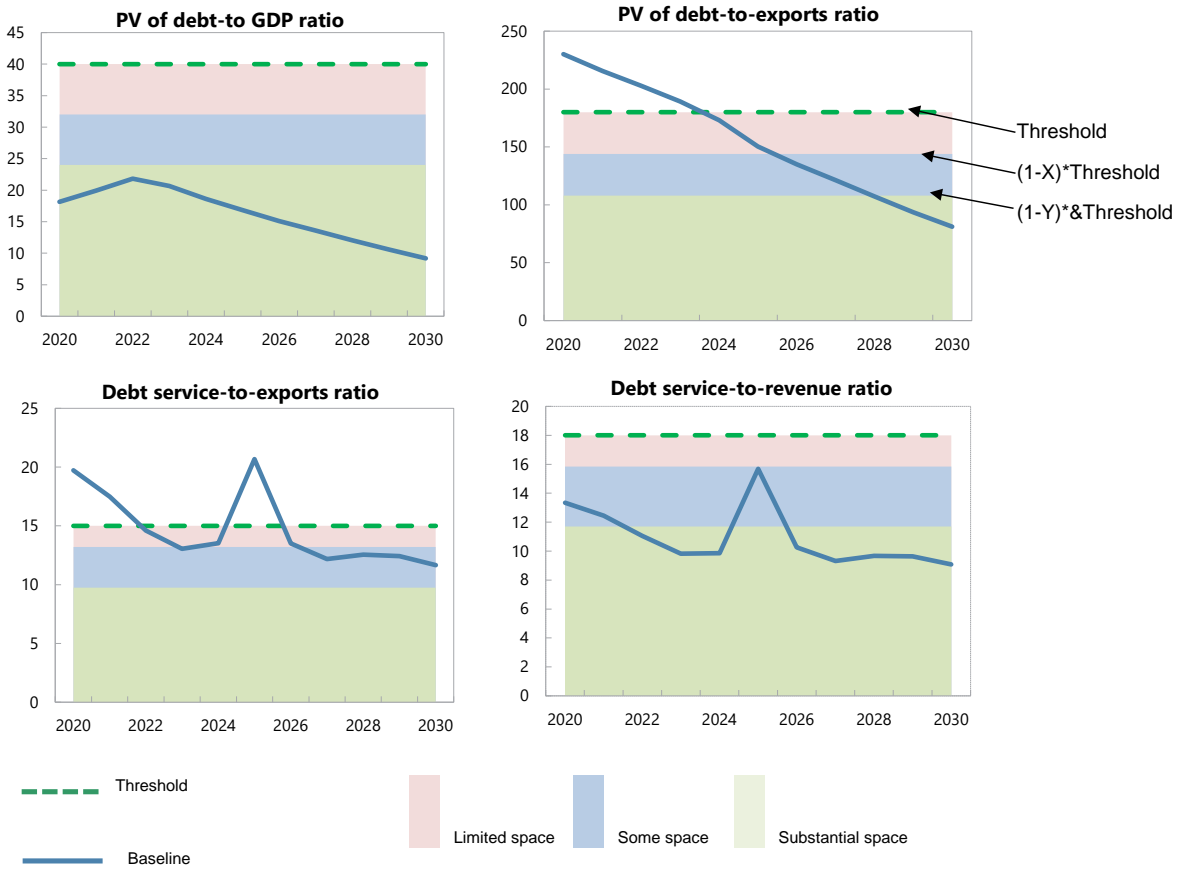 PV of debt-to GDP ratio
45
40
35
30
25
20
15
10
5
0
2020 2022 2024 2026 2028 2030
PV of debt-to-exports ratio
250
200
150
100
50
0
2020 2022 2024 2026 2028 2030
Threshold
(1-X)*Threshold
(1-Y)*&Threshold
Debt service-to-exports ratio
25
20
15
10
5
0
2020 2022 2024 2026 2028 2030
Debt service-to-revenue ratio
20
18
16
14
12
10
8
6
4
2
0
2020 2022 2024 2026 2028 2030
Threshold
Baseline
Limited space
Some space
Substantial space